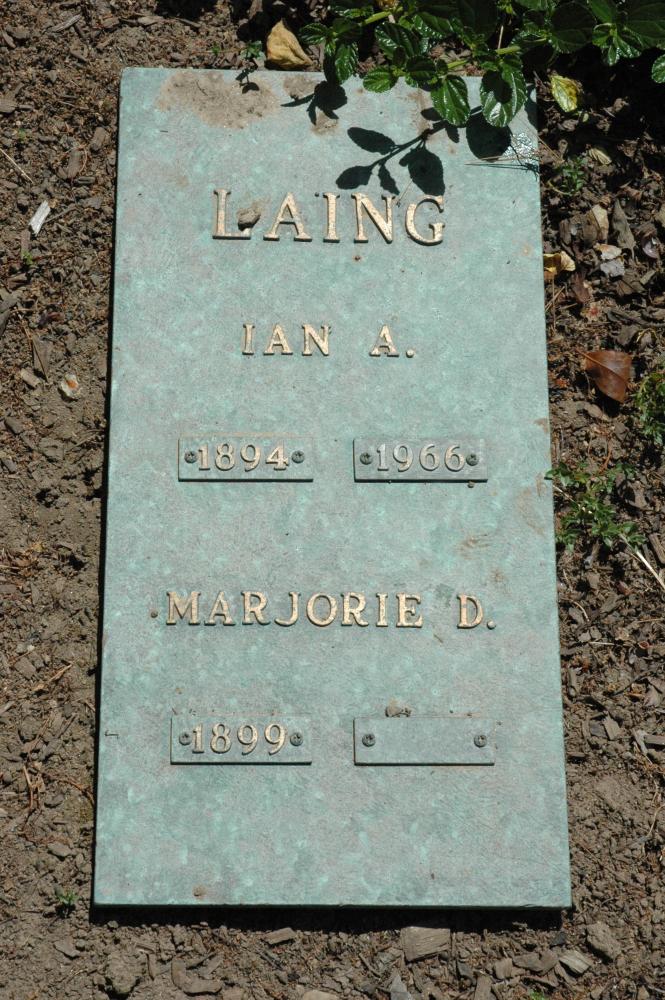 LAING
IAN A.
1894 1966
MARJORIE D.
1899